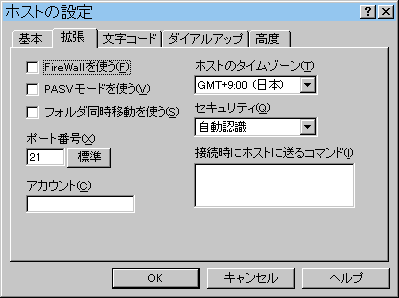 ホストの設定
基本 拡張 文字コード ダイアルアップ 高度
FireWallを使う(F)
PASVモードを使う(V)
フォルダ同時移動を使う(S)
ポート番号(X)
21 標準
アカウント(C)
ホストのタイムゾーン(T)
GMT+9:00 (日本)
セキュリティ(Q)
自動認識
接続時にホストに送るコマンド(I)
OK キャンセル ヘルプ